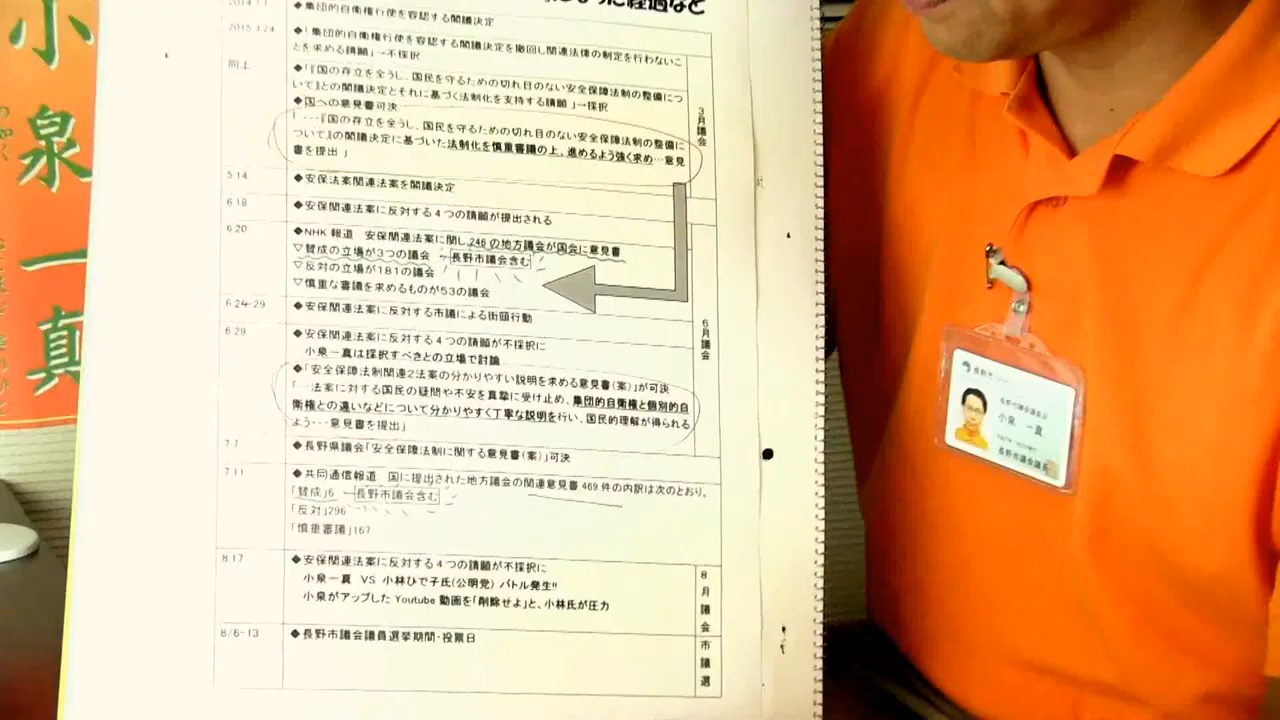 小泉一真
った経過など
2014.7.1 ◆集団的自衛権行使を容認する閣議決定
2015.3.24 ◆「集団的自衛権行使を容認する閣議決定を撤回し関連法律の制定を行わないこ
とを求める請願」→不採択
同上 ◆「『国の存立を全うし、国民を守るための切れ目のない安全保障法制の整備につ
いて』との閣議決定とそれに基づく法制化を支持する請願」→採択
◆国への意見書可決
「…『国の存立を全うし、国民を守るための切れ目のない安全保障法制の整備に
ついて』の閣議決定に基づいた法制化を慎重審議の上、進めるよう強く求め…意見
書を提出」
3月議会
5.14 ◆安保法案関連法案を閣議決定
6.18 ◆安保関連法案に反対する4つの請願が提出される
6.20 ◆NHK報道 安保関連法案に関し246の地方議会が国会に意見書
▽賛成の立場が3つの議会 ←長野市議会含む
▽反対の立場が181の議会
▽慎重な審議を求めるものが53の議会
6.24-29 ◆安保関連法案に反対する市議による街頭行動
6.29 ◆安保関連法案に反対する4つの請願が不採択に
小泉一真は採択すべきとの立場で討論
◆「安全保障法制関連2法案の分かりやすい説明を求める意見書(案)」が可決
「…法案に対する国民の疑問や不安を真摯に受け止め、集団的自衛権と個別的自
衛権との違いなどについて分かりやすく丁寧な説明を行い、国民的理解が得られる
よう…意見書を提出」
6月議会
7.7 ◆長野県議会「安全保障法制に関する意見書(案)」可決
7.11 ◆共同通信報道 国に提出された地方議会の関連意見書469件の内訳は次のとおり。
「賛成」6 ←長野市議会含む
「反対」296
「慎重審議」167
8.17 ◆安保関連法案に反対する4つの請願が不採択に
小泉一真 VS 小林ひで子氏(公明党) バトル発生!!
小泉がアップしたYoutube動画を「削除せよ」と、小林氏が圧力
8月議会
8/6-13 ◆長野市議会議員選挙期間・投票日
市議選
長野市
長野市議会議員
小泉 一真
長野市議会議長